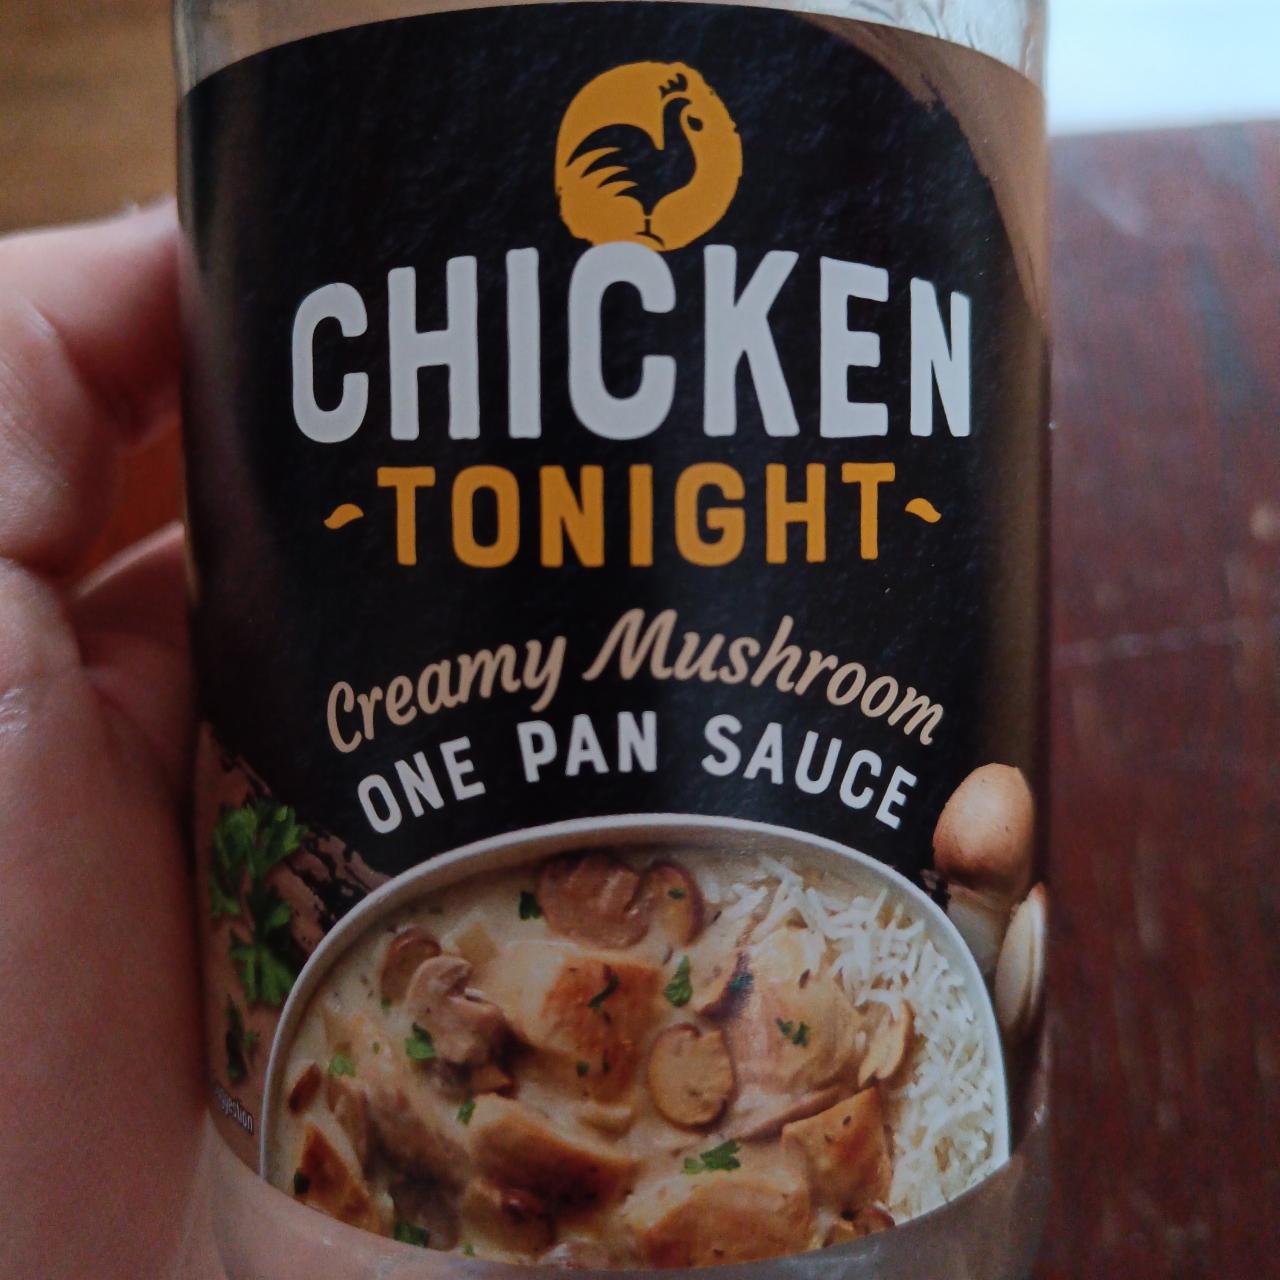 CHICKEN
TONIGHT
Creamy Mushroom
ONE PAN SAUCE